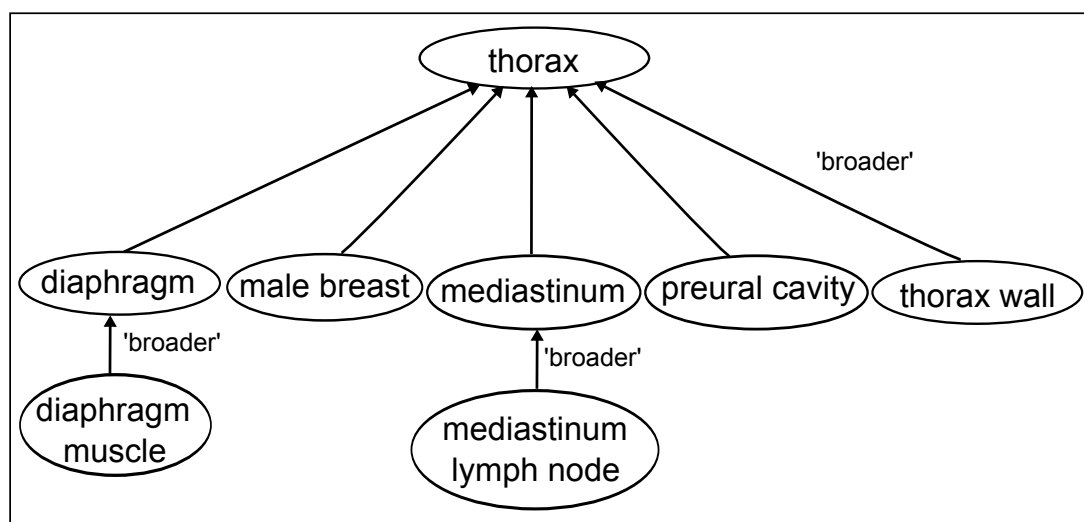 thorax
'broader'
diaphragm
male breast
mediastinum
preural cavity
thorax wall
'broader'
'broader'
diaphragm
muscle
mediastinum
lymph node